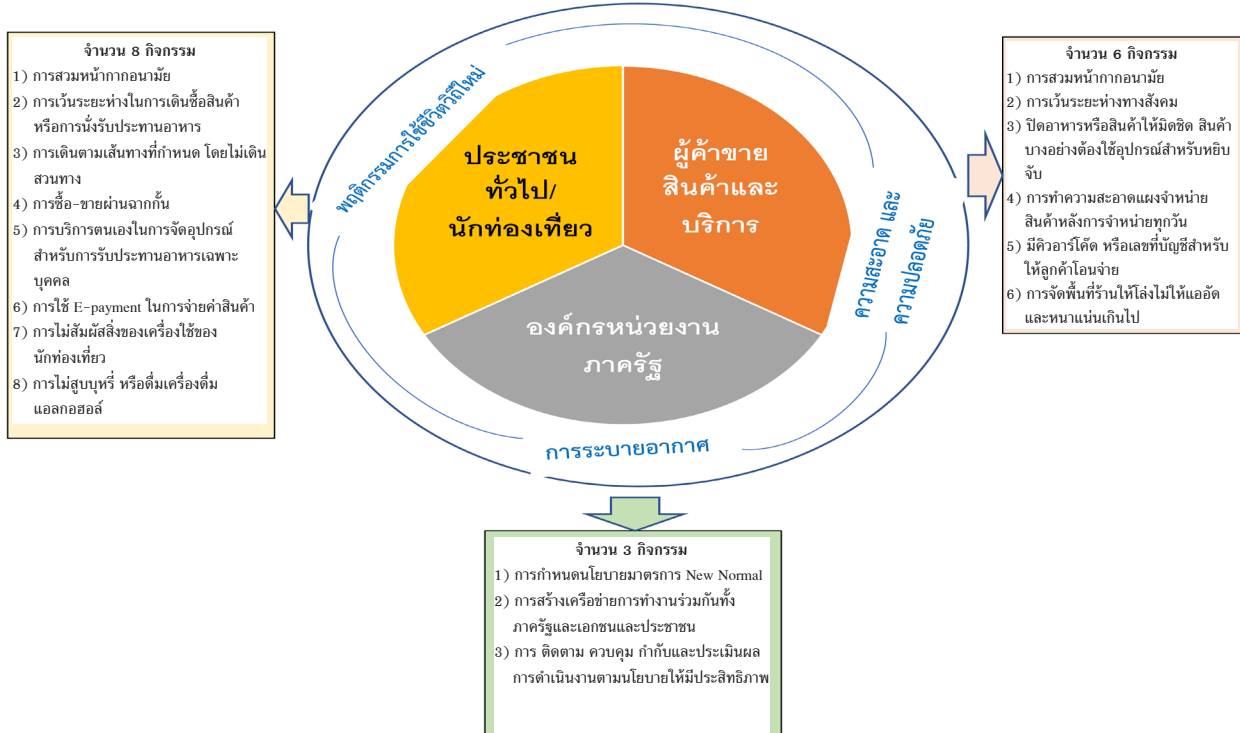 จำนวน 8 กิจกรรม
1) การสวมหน้ากากอนามัย
2) การเว้นระยะห่างในการเดินซื้อสินค้า
หรือการนั่งรับประทานอาหาร
3) การเดินตามเส้นทางที่กำหนด โดยไม่เดิน
สวนทาง
4) การซื้อ-ขายผ่านฉากกั้น
5) การบริการตนเองในการจัดอุปกรณ์
สำหรับการรับประทานอาหารเฉพาะ
บุคคล
6) การใช้ E-payment ในการจ่ายค่าสินค้า
7) การไม่สัมผัสสิ่งของเครื่องใช้ของ
นักท่องเที่ยว
8) การไม่สูบบุหรี่ หรือดื่มเครื่องดื่ม
แอลกอฮอล์
พฤติกรรมการใช้ชีวิตวิถีใหม่
ประชาชน
ทั่วไป/
นักท่องเที่ยว
ผู้ค้าขาย
สินค้าและ
บริการ
องค์กรหน่วยงาน
ภาครัฐ
ความสะอาด และ
ความปลอดภัย
การระบายอากาศ
จำนวน 6 กิจกรรม
1) การสวมหน้ากากอนามัย
2) การเว้นระยะห่างทางสังคม
3) ปิดอาหารหรือสินค้าให้มิดชิด สินค้า
บางอย่างต้องใช้อุปกรณ์สำหรับหยิบ
จับ
4) การทำความสะอาดแผงจำหน่าย
สินค้าหลังการจำหน่ายทุกวัน
5) มีคิวอาร์โค๊ด หรือเลขที่บัญชีสำหรับ
ให้ลูกค้าโอนจ่าย
6) การจัดพื้นที่ร้านให้โล่งไม่ให้แออัด
และหนาแน่นเกินไป
จำนวน 3 กิจกรรม
1) การกำหนดนโยบายมาตรการ New Normal
2) การสร้างเครือข่ายการทำงานร่วมกันทั้ง
ภาครัฐและเอกชนและประชาชน
3) การ ติดตาม ควบคุม กำกับและประเมินผล
การดำเนินงานตามนโยบายให้มีประสิทธิภาพ